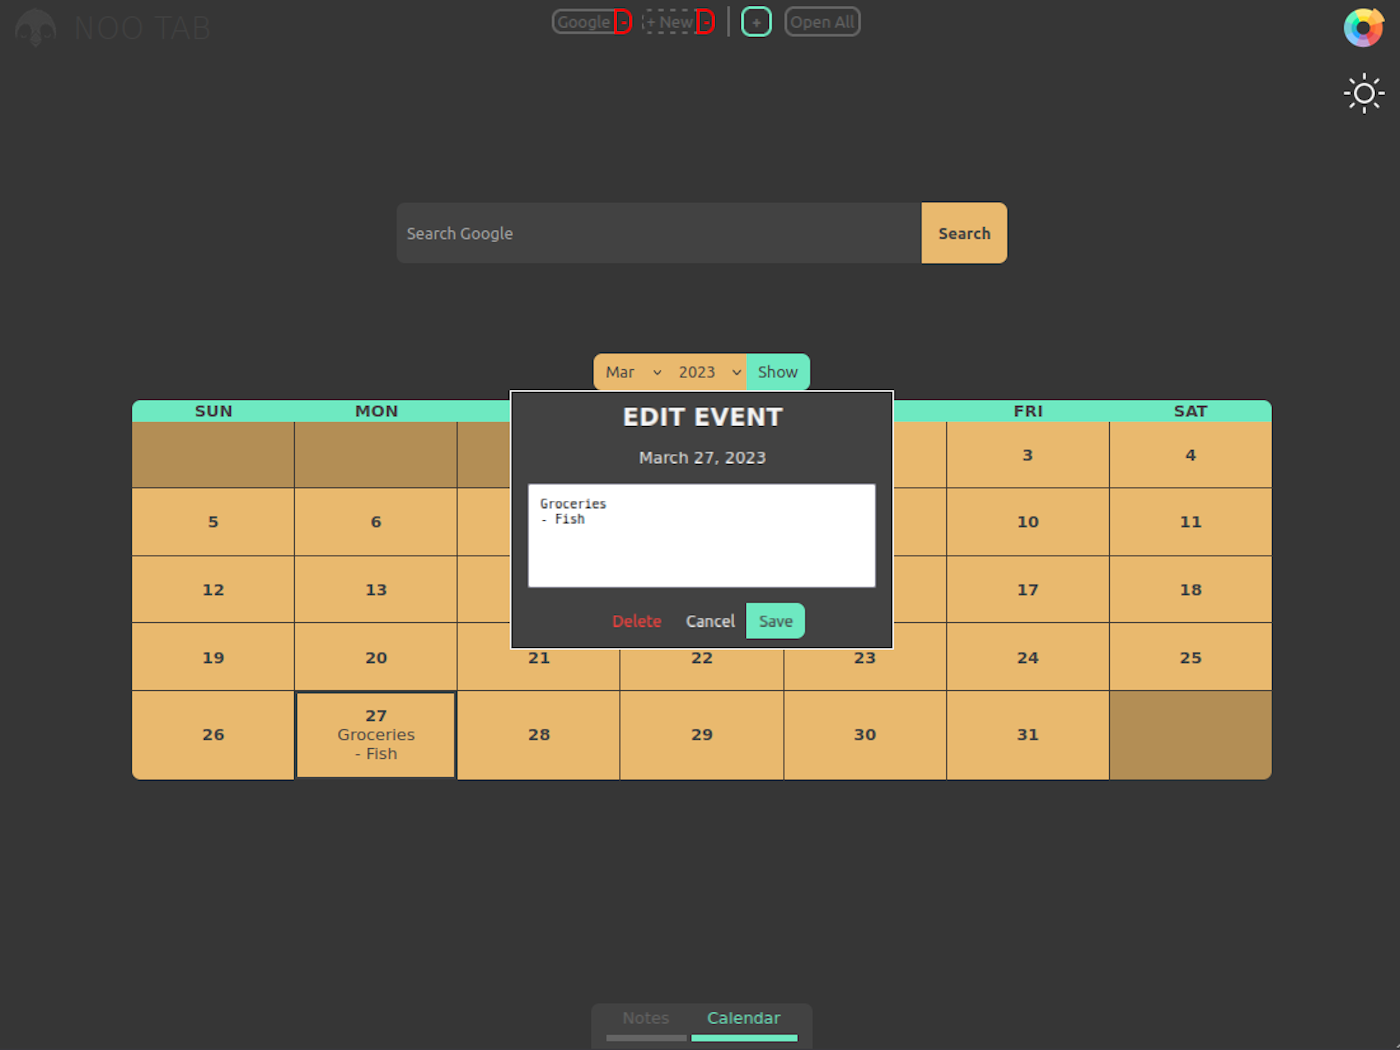 NOO TAB
Google - + New - + Open All
Search Google Search
Mar 2023 Show
SUN MON FRI SAT
EDIT EVENT
March 27, 2023
Groceries
- Fish
Delete Cancel Save
3 4
5 6 10 11
12 13 17 18
19 20 21 22 23 24 25
26 27 28 29 30 31
Groceries
- Fish
Notes Calendar